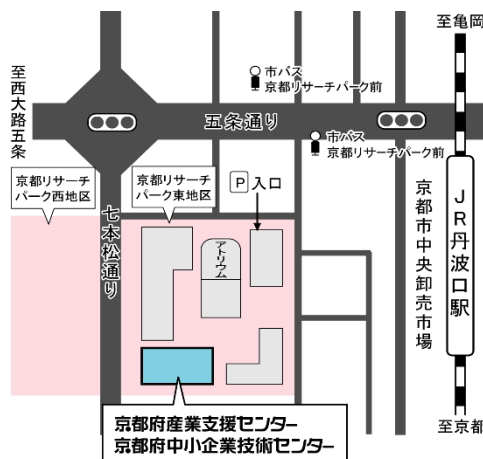 至亀岡
市バス
京都リサーチパーク前
至西大路五条
五条通り
市バス
京都リサーチパーク前
京都リサーチ
パーク西地区
京都リサーチ
パーク東地区
P 入口
七本松通り
アトリウム
京都市中央卸売市場
JR丹波口駅
京都府産業支援センター
京都府中小企業技術センター
至京都